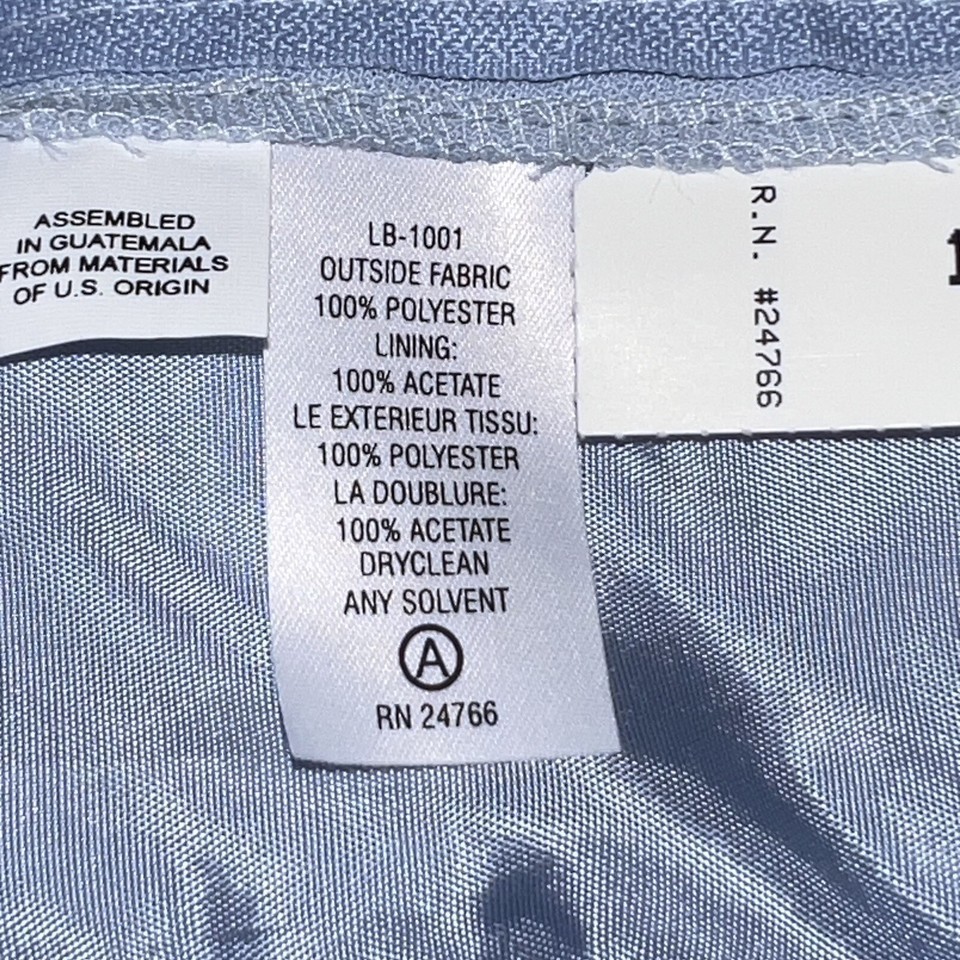 ASSEMBLED
IN GUATEMALA
FROM MATERIALS
OF U.S. ORIGIN
LB-1001
OUTSIDE FABRIC
100% POLYESTER
LINING:
100% ACETATE
LE EXTERIEUR TISSU:
100% POLYESTER
LA DOUBLURE:
100% ACETATE
DRYCLEAN
ANY SOLVENT
A
RN 24766
R.N. #24766